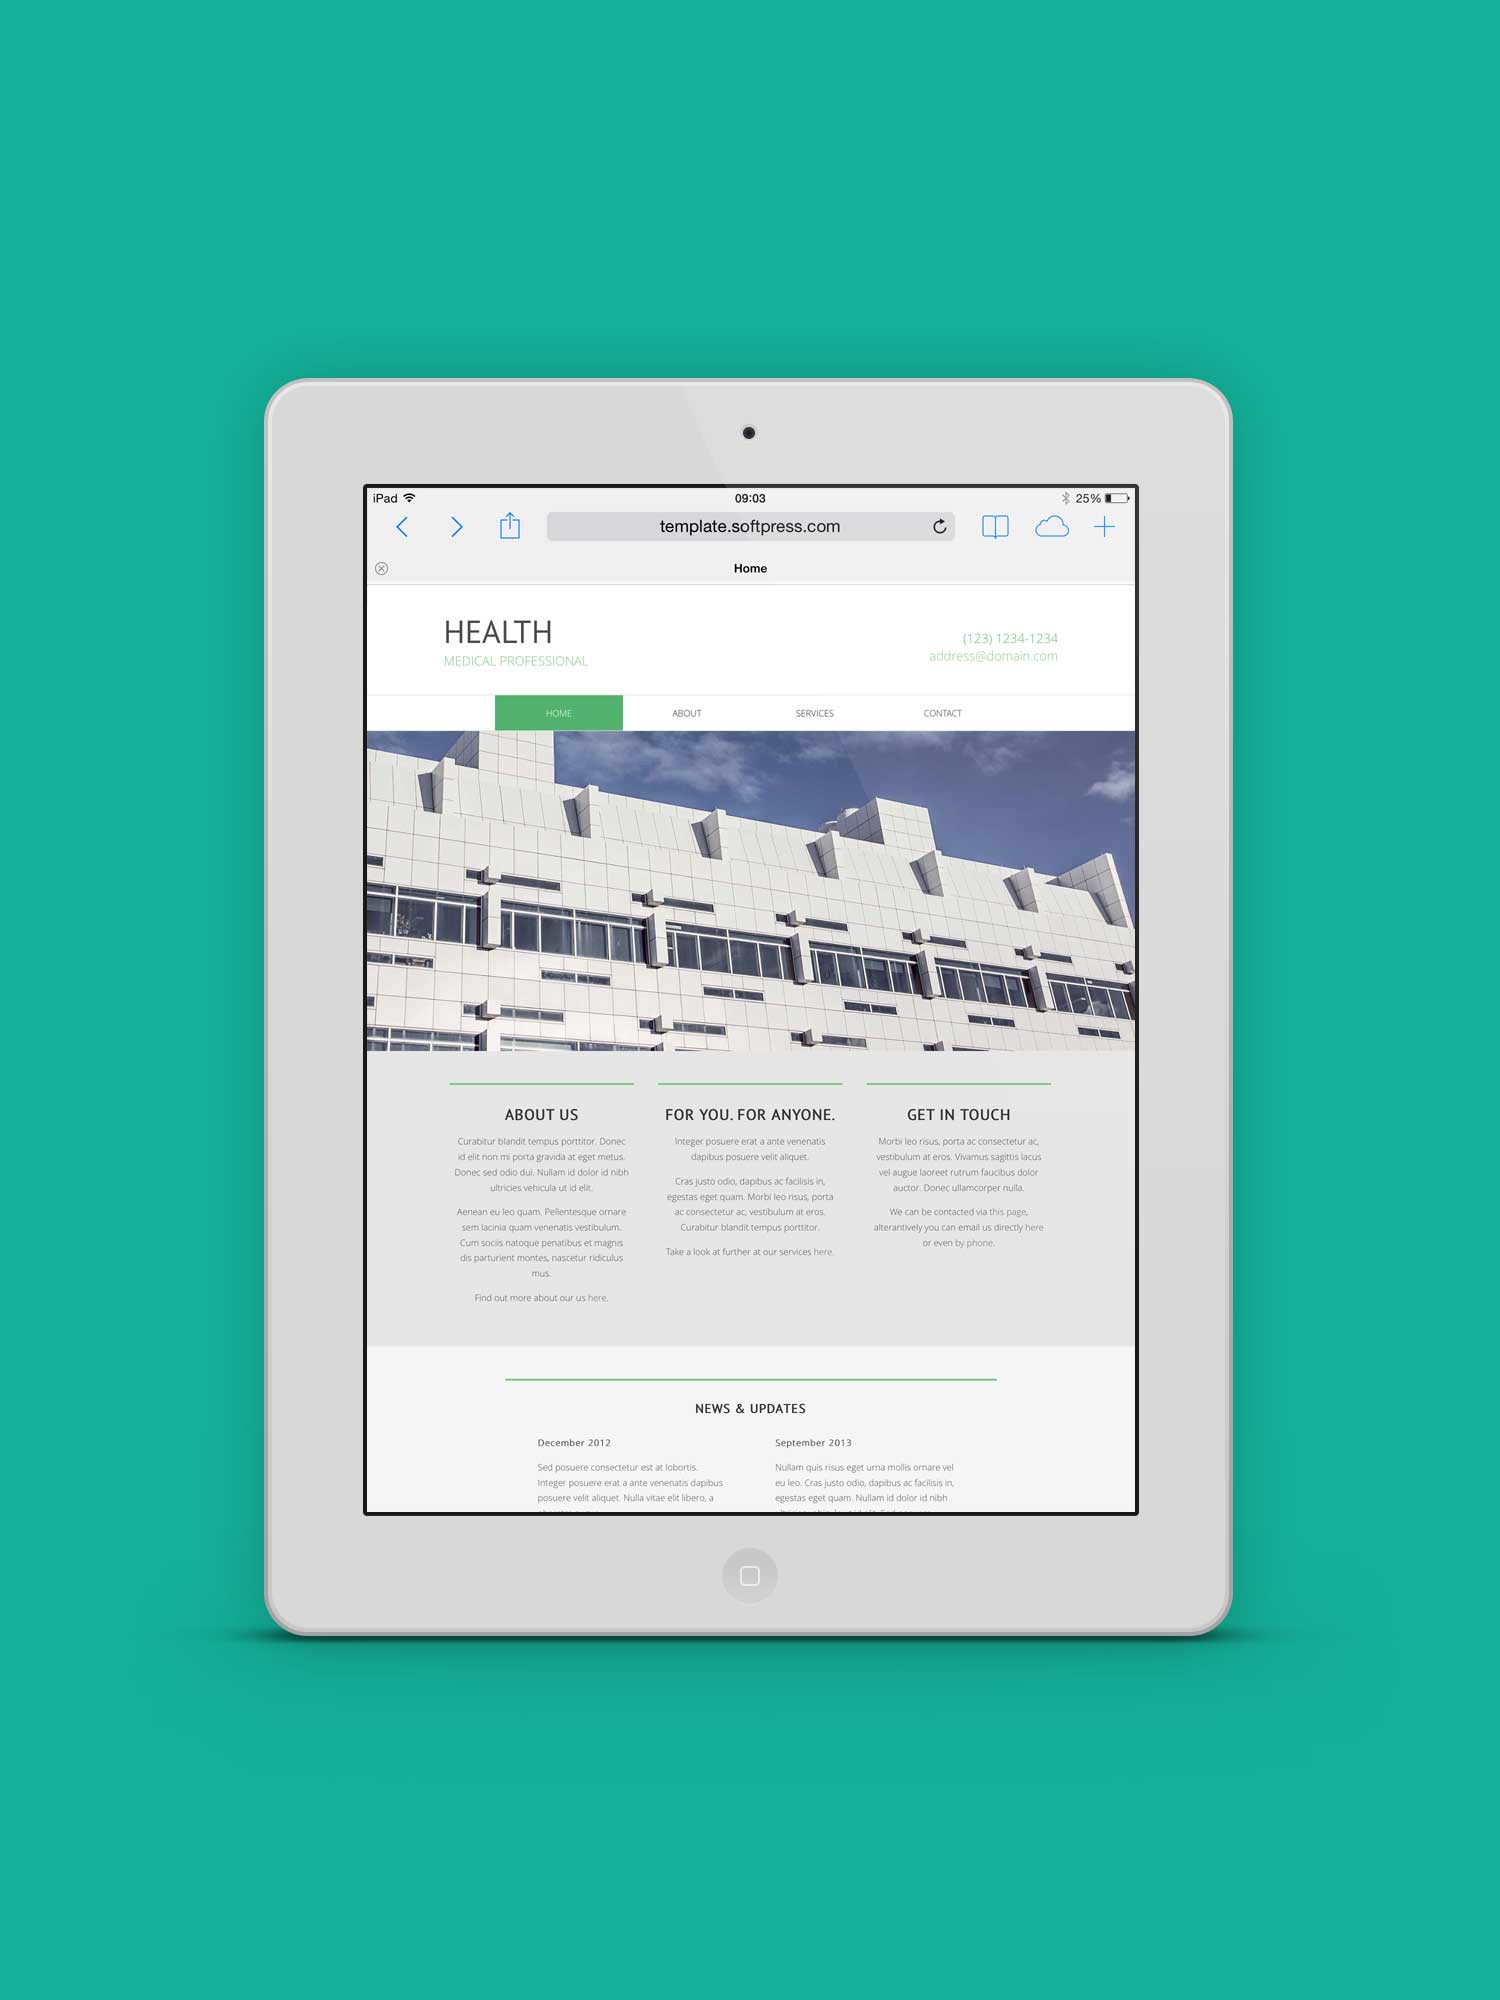 iPad
09:03
25%
template.softpress.com
Home
HEALTH
MEDICAL PROFESSIONAL
(123) 1234-1234
address@domain.com
HOME
ABOUT
SERVICES
CONTACT
ABOUT US
Curabitur blandit tempus porttitor. Donec
id elit non mi porta gravida at eget metus.
Donec sed odio dui. Nullam id dolor id nibh
ultricies vehicula ut id elit.
Aenean eu leo quam. Pellentesque ornare
sem lacinia quam venenatis vestibulum.
Cum sociis natoque penatibus et magnis
dis parturient montes, nascetur ridiculus
mus.
Find out more about our us here.
FOR YOU. FOR ANYONE.
Integer posuere erat a ante venenatis
dapibus posuere velit aliquet.
Cras justo odio, dapibus ac facilisis in,
egestas eget quam. Morbi leo risus, porta
ac consectetur ac, vestibulum at eros.
Curabitur blandit tempus porttitor.
Take a look at further at our services here.
GET IN TOUCH
Morbi leo risus, porta ac consectetur ac,
vestibulum at eros. Vivamus sagittis lacus
vel augue laoreet rutrum faucibus dolor
auctor. Donec ullamcorper nulla.
We can be contacted via this page,
alterantively you can email us directly here
or even by phone.
NEWS & UPDATES
December 2012
Sed posuere consectetur est at lobortis.
Integer posuere erat a ante venenatis dapibus
posuere velit aliquet. Nulla vitae elit libero, a
September 2013
Nullam quis risus eget urna mollis ornare vel
eu leo. Cras justo odio, dapibus ac facilisis in,
egestas eget quam. Nullam id dolor id nibh